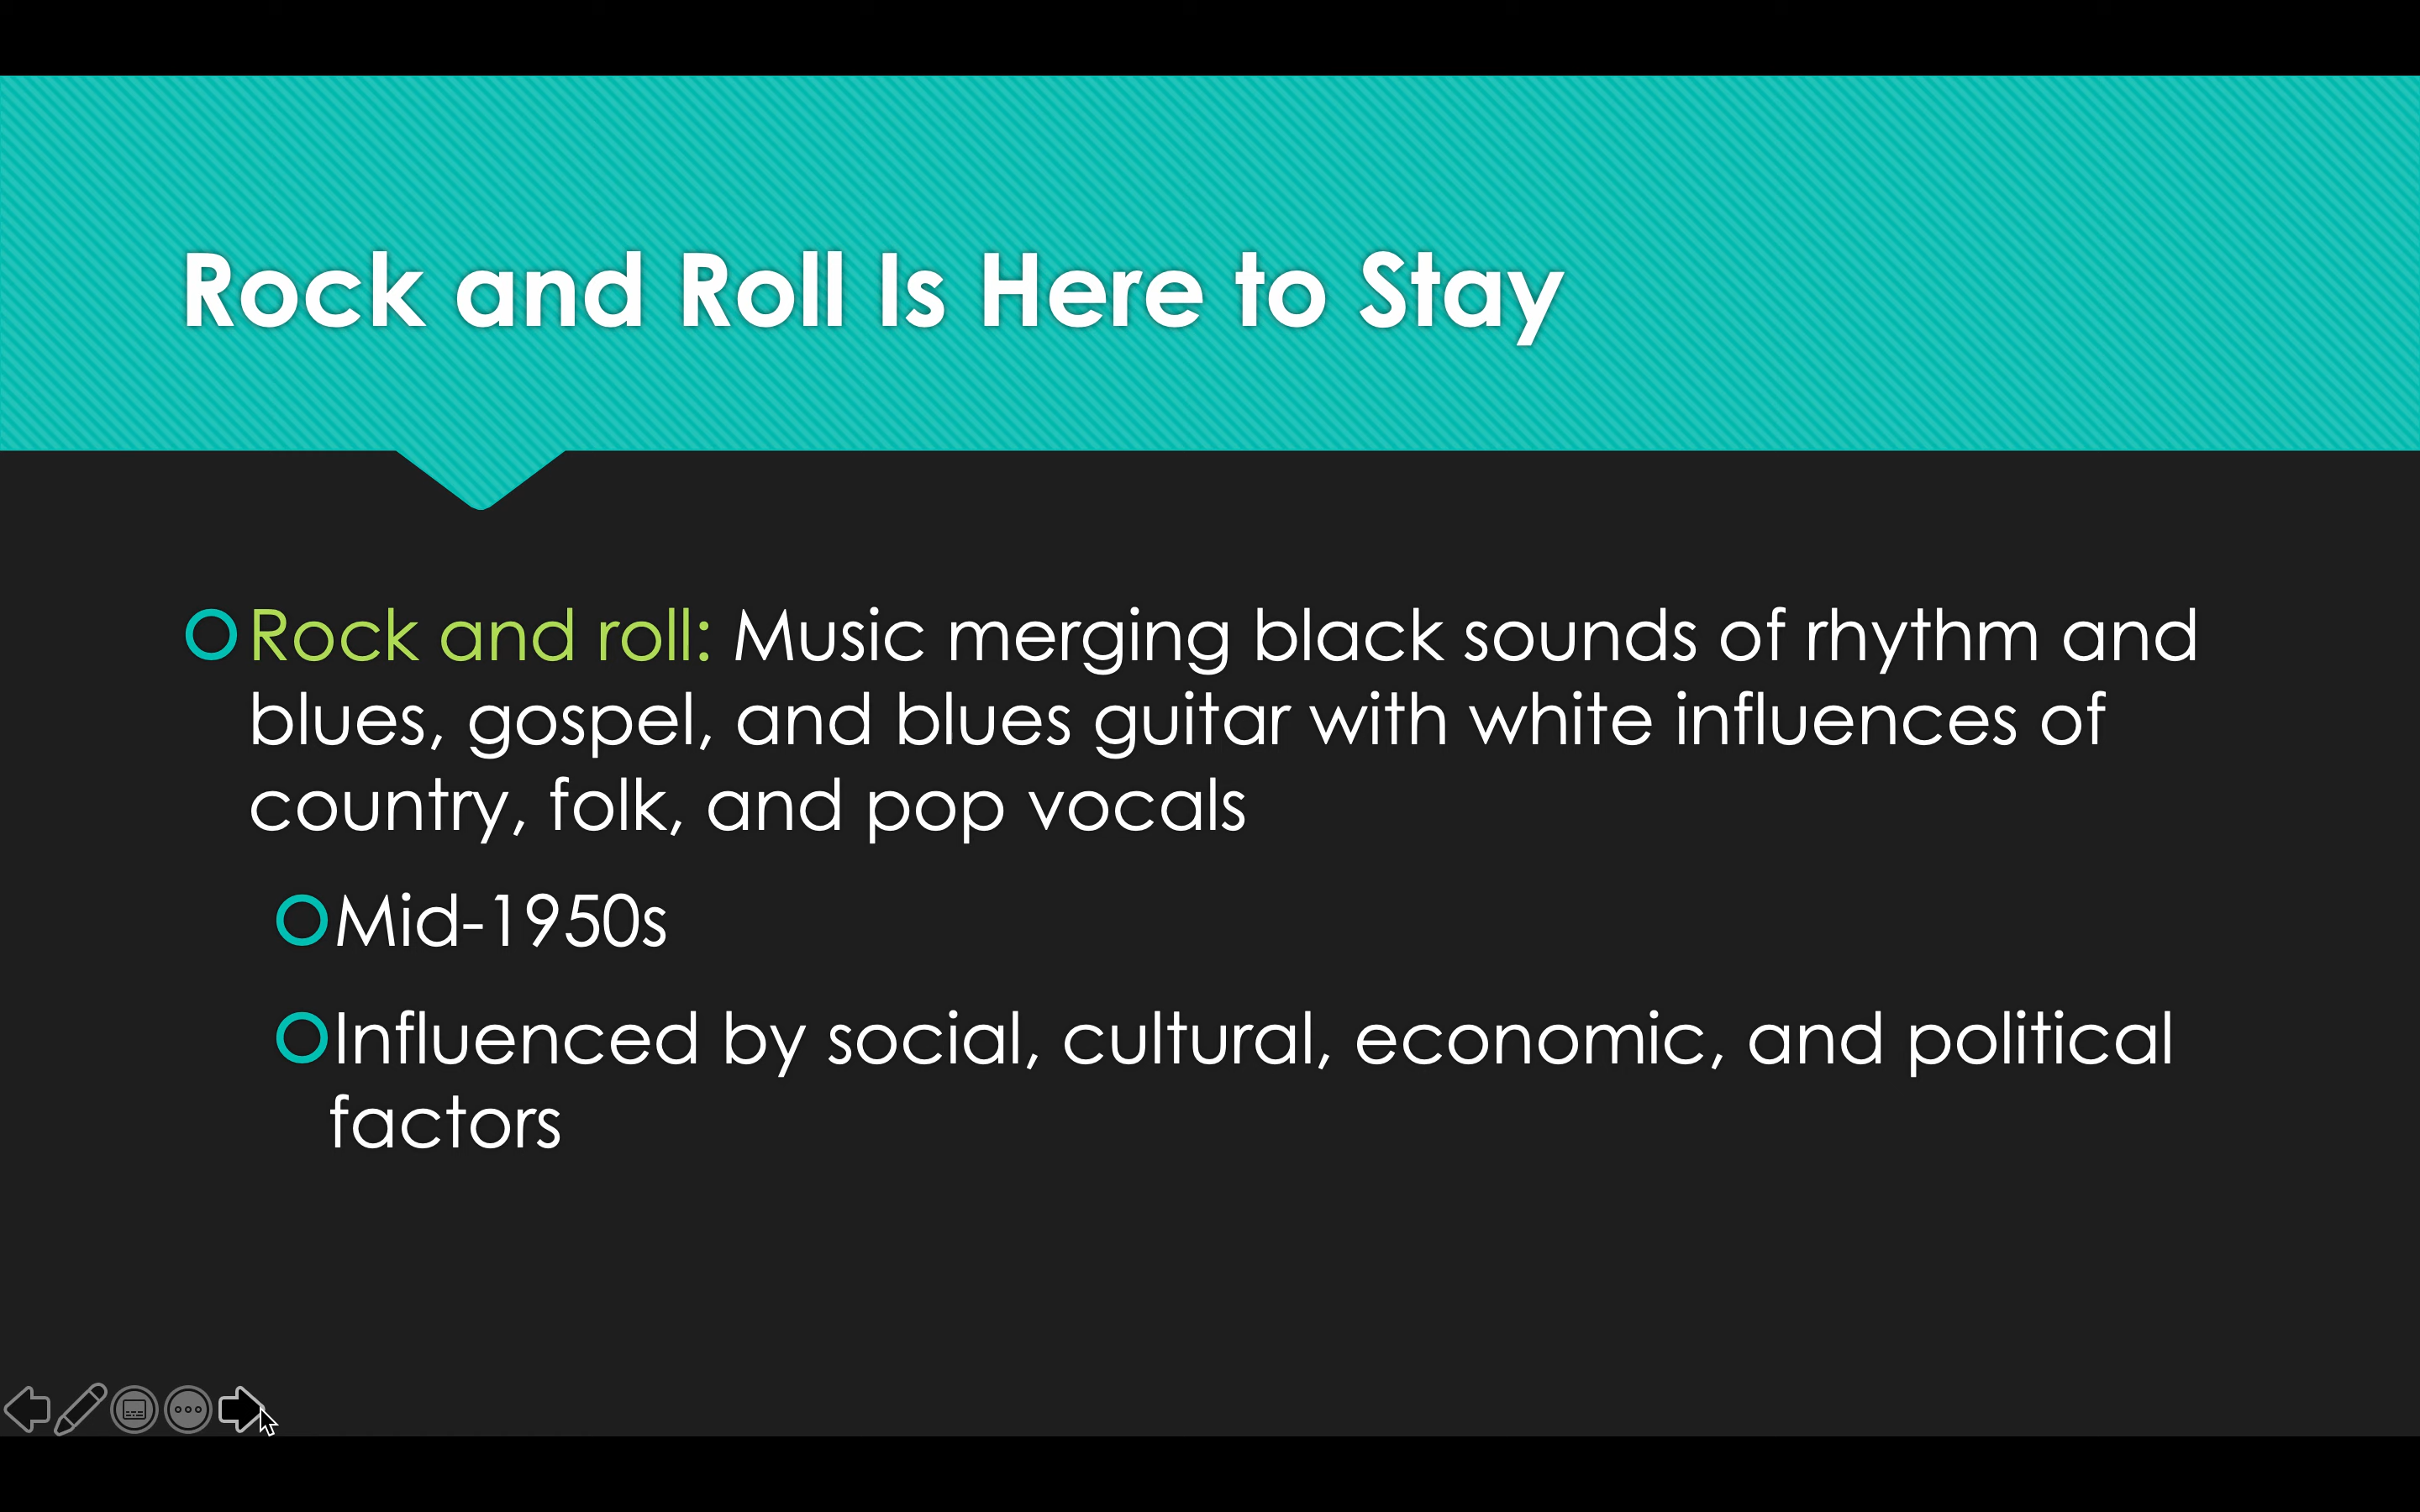 Rock and Roll Is Here to Stay
Rock and roll: Music merging black sounds of rhythm and
blues, gospel, and blues guitar with white influences of
country, folk, and pop vocals
Mid-1950s
Influenced by social, cultural, economic, and political
factors